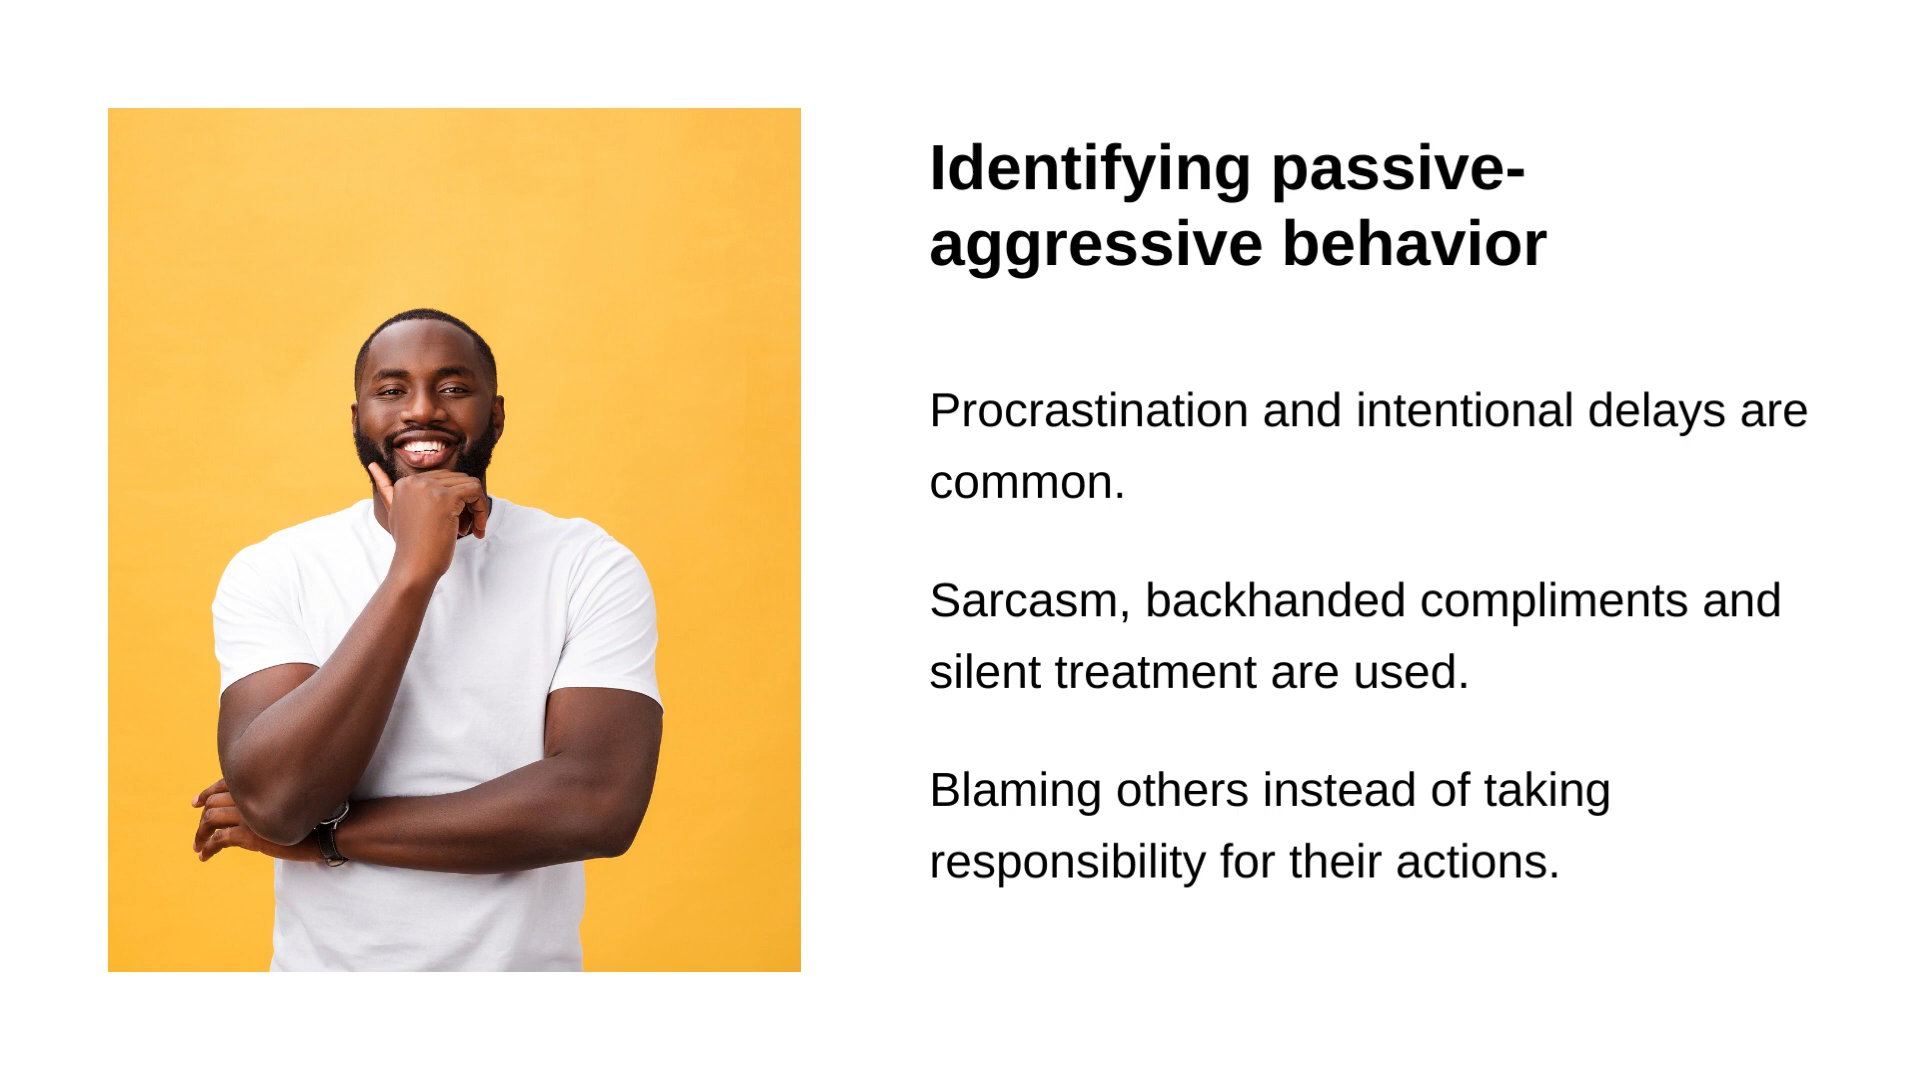 Identifying passive-
aggressive behavior
Procrastination and intentional delays are
common.
Sarcasm, backhanded compliments and
silent treatment are used.
Blaming others instead of taking
responsibility for their actions.